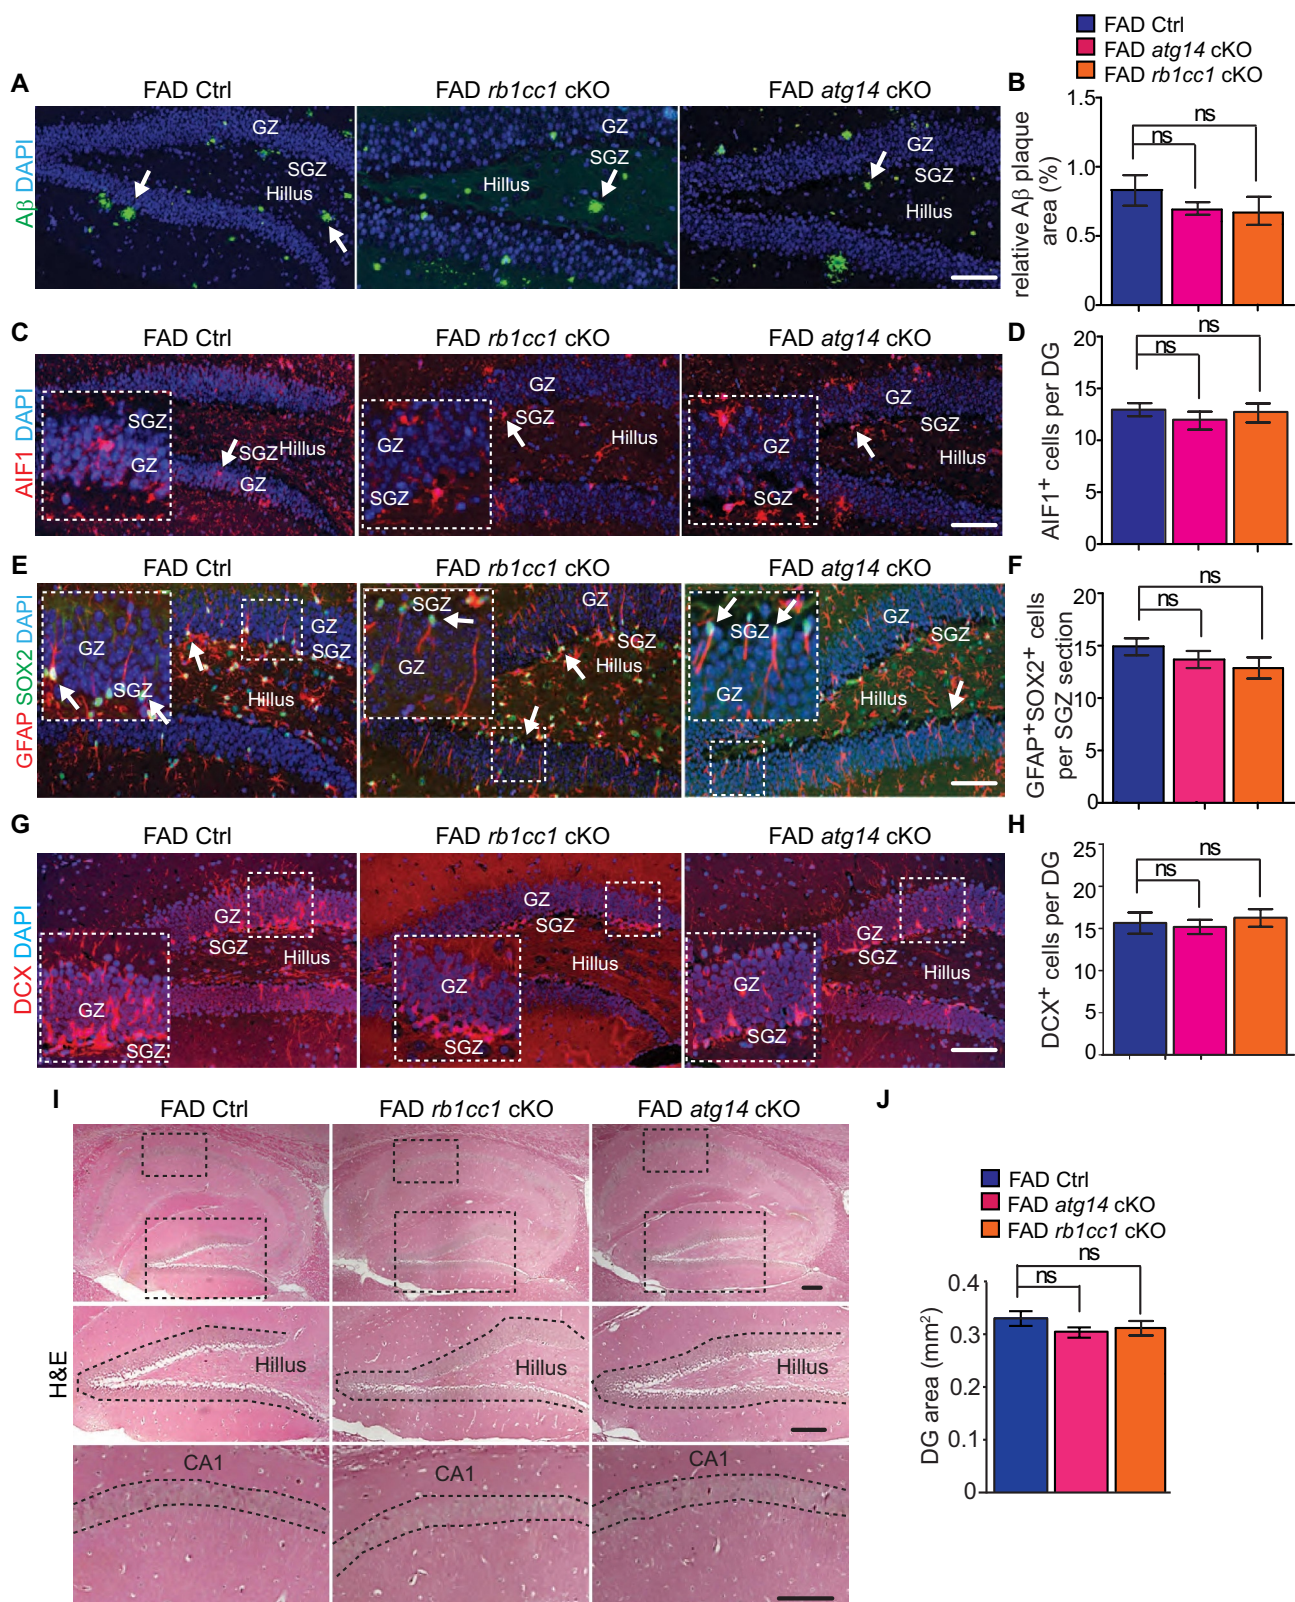 FAD Ctrl
FAD atg14 cKO
FAD rb1cc1 cKO
A
FAD Ctrl
FAD rb1cc1 cKO
FAD atg14 cKO
Aβ DAPI
GZ
SGZ
Hillus
GZ
SGZ
Hillus
GZ
SGZ
Hillus
B
relative Aβ plaque
area (%)
1.5
1.0
0.5
0
ns
ns
C
FAD Ctrl
FAD rb1cc1 cKO
FAD atg14 cKO
AIF1 DAPI
SGZ
GZ
SGZ
Hillus
GZ
GZ
SGZ
Hillus
GZ
SGZ
GZ
SGZ
Hillus
GZ
SGZ
D
AIF1+ cells per DG
20
15
10
5
0
ns
ns
E
FAD Ctrl
FAD rb1cc1 cKO
FAD atg14 cKO
GFAP SOX2 DAPI
GZ
SGZ
GZ
SGZ
Hillus
SGZ
GZ
GZ
SGZ
Hillus
SGZ
GZ
GZ
SGZ
Hillus
F
GFAP+SOX2+ cells
per SGZ section
20
15
10
5
0
ns
ns
G
FAD Ctrl
FAD rb1cc1 cKO
FAD atg14 cKO
DCX DAPI
GZ
SGZ
Hillus
GZ
SGZ
GZ
SGZ
Hillus
GZ
SGZ
GZ
SGZ
Hillus
GZ
SGZ
H
DCX+ cells per DG
25
20
15
10
5
0
ns
ns
I
FAD Ctrl
FAD rb1cc1 cKO
FAD atg14 cKO
H&E
Hillus
Hillus
Hillus
CA1
CA1
CA1
J
FAD Ctrl
FAD atg14 cKO
FAD rb1cc1 cKO
DG area (mm2)
0.4
0.3
0.2
0.1
0
ns
ns